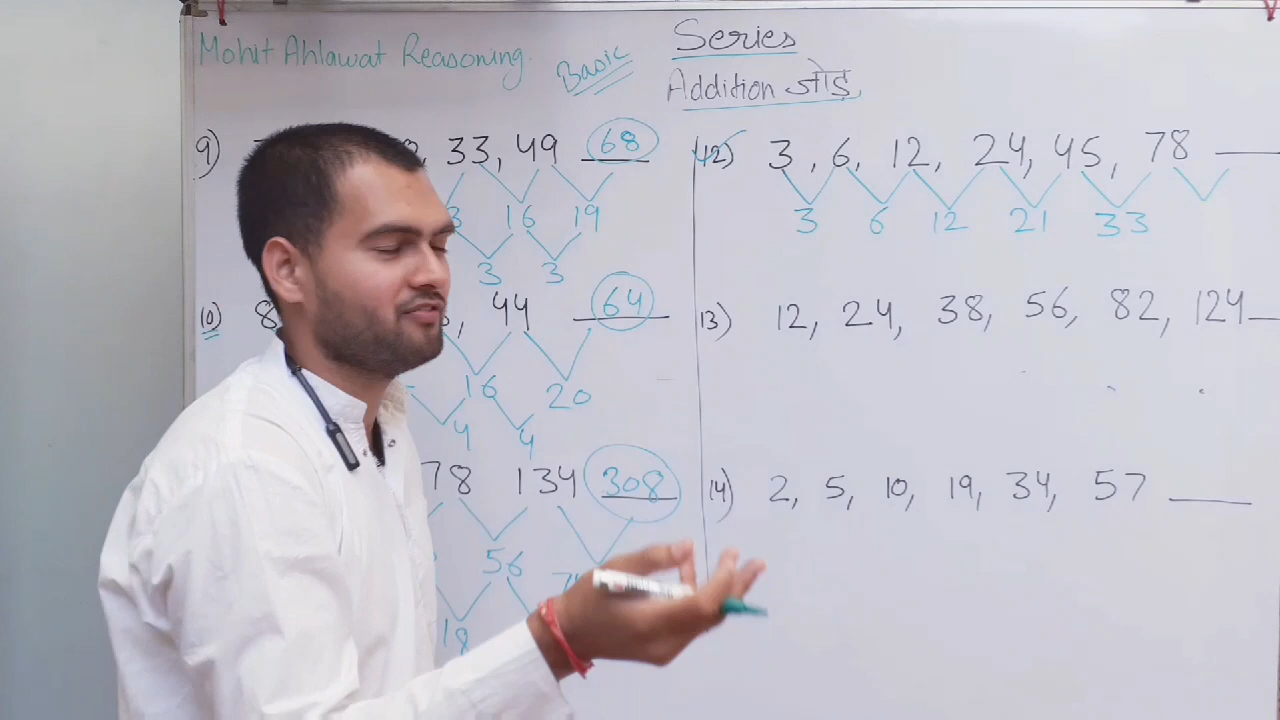 Mohit Ahlawat Reasoning.
Basic
Series
Addition जोड़
9) 33, 49 68
16 19
3 3
10) 8 44 64
16 20
4 4
78 134 308
56
18
12) 3, 6, 12, 24, 45, 78
3 6 12 21 33
13) 12, 24, 38, 56, 82, 124
14) 2, 5, 10, 19, 34, 57